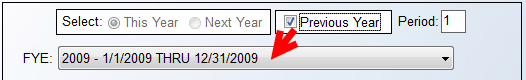 Select: This Year Next Year Previous Year Period: 1
FYE: 2009 - 1/1/2009 THRU 12/31/2009